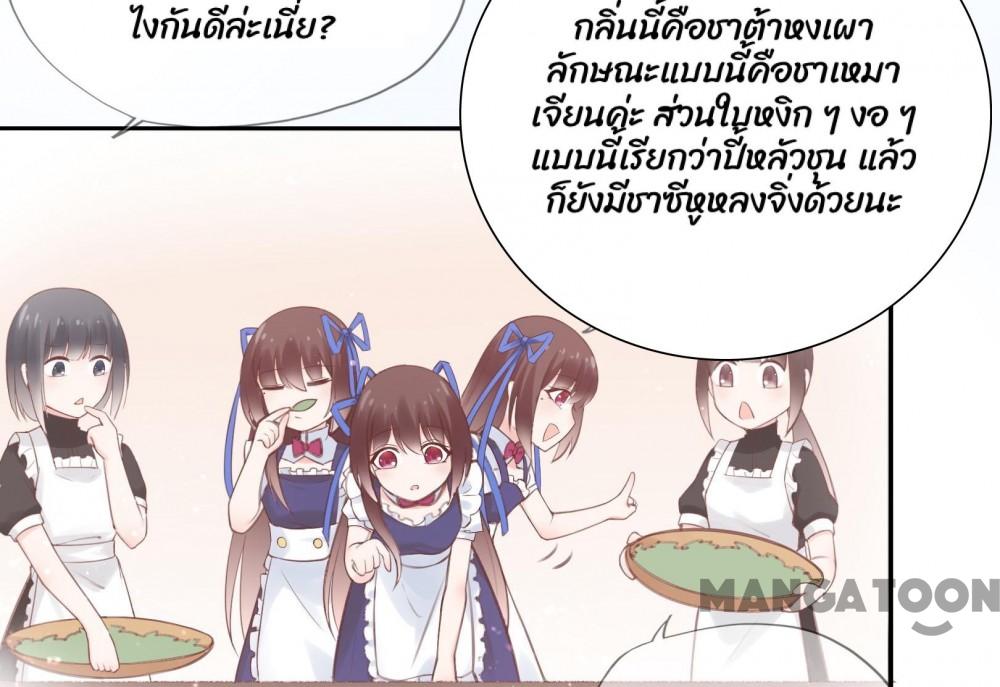 ไงกันดีล่ะเนี่ย?
กลิ่นนี้คือชาต้าหงเผา
ลักษณะแบบนี้คือชาเหมา
เจียนค่ะ ส่วนใบหงิก ๆ งอ ๆ
แบบนี้เรียกว่าปี้หลัวชุน แล้ว
ก็ยังมีชาซีหูหลงจิ่งด้วยนะ
MANGATOON